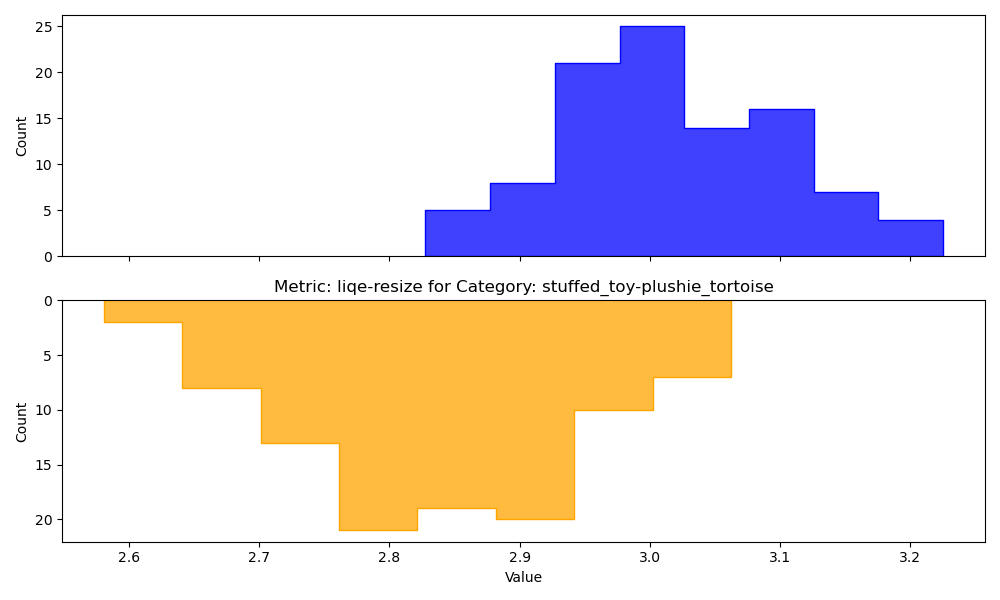 25
20
15
10
5
0
Count
Metric: liqe-resize for Category: stuffed_toy-plushie_tortoise
0
5
10
15
20
Count
2.6 2.7 2.8 2.9 3.0 3.1 3.2
Value